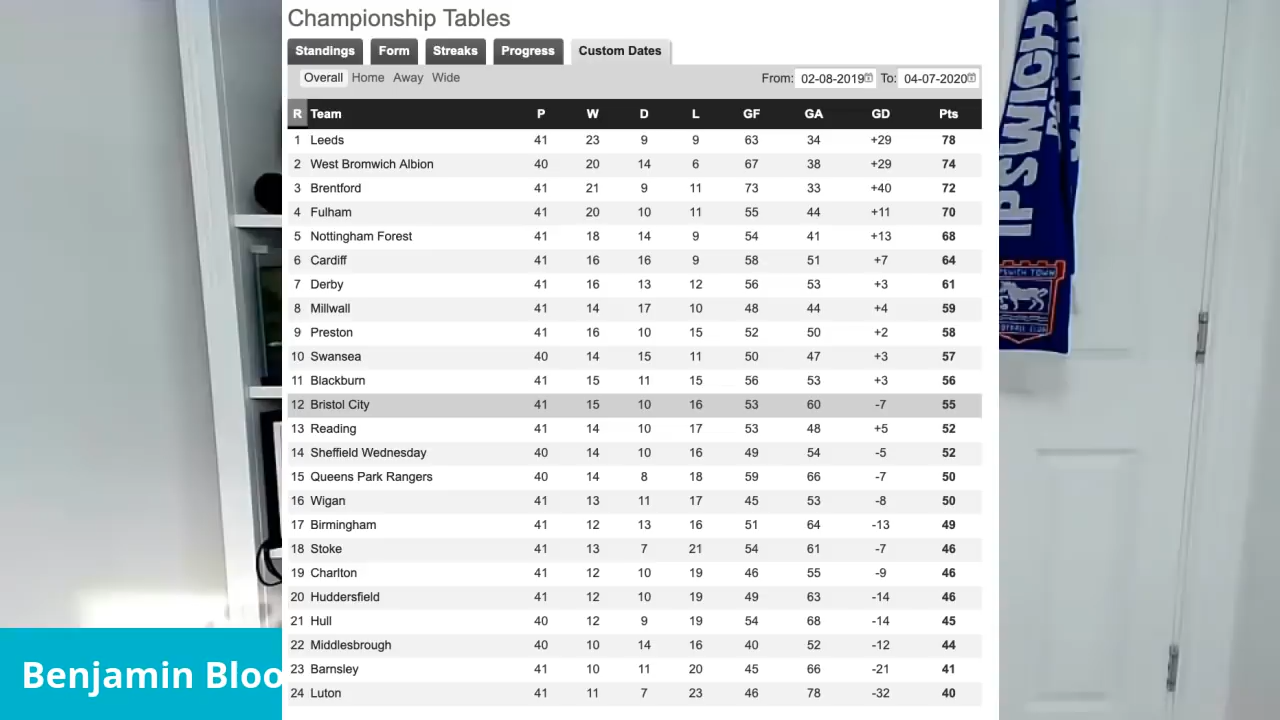 Championship Tables
Standings Form Streaks Progress Custom Dates
Overall Home Away Wide From: 02-08-2019 To: 04-07-2020
R Team P W D L GF GA GD Pts
1 Leeds 41 23 9 9 63 34 +29 78
2 West Bromwich Albion 40 20 14 6 67 38 +29 74
3 Brentford 41 21 9 11 73 33 +40 72
4 Fulham 41 20 10 11 55 44 +11 70
5 Nottingham Forest 41 18 14 9 54 41 +13 68
6 Cardiff 41 16 16 9 58 51 +7 64
7 Derby 41 16 13 12 56 53 +3 61
8 Millwall 41 14 17 10 48 44 +4 59
9 Preston 41 16 10 15 52 50 +2 58
10 Swansea 40 14 15 11 50 47 +3 57
11 Blackburn 41 15 11 15 56 53 +3 56
12 Bristol City 41 15 10 16 53 60 -7 55
13 Reading 41 14 10 17 53 48 +5 52
14 Sheffield Wednesday 40 14 10 16 49 54 -5 52
15 Queens Park Rangers 40 14 8 18 59 66 -7 50
16 Wigan 41 13 11 17 45 53 -8 50
17 Birmingham 41 12 13 16 51 64 -13 49
18 Stoke 41 13 7 21 54 61 -7 46
19 Charlton 41 12 10 19 46 55 -9 46
20 Huddersfield 41 12 10 19 49 63 -14 46
21 Hull 40 12 9 19 54 68 -14 45
22 Middlesbrough 40 10 14 16 40 52 -12 44
23 Barnsley 41 10 11 20 45 66 -21 41
24 Luton 41 11 7 23 46 78 -32 40
Benjamin Bloo
IPSWICH